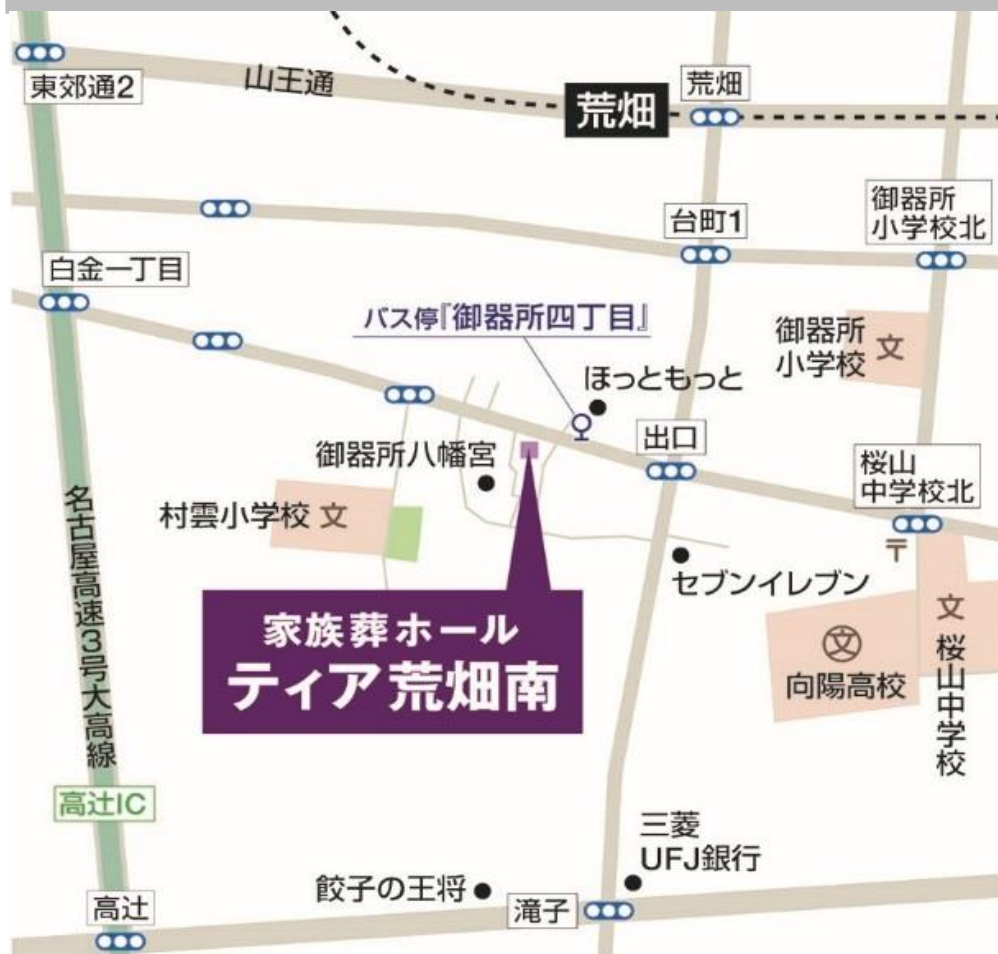 東郊通2
山王通
荒畑
荒畑
御器所
小学校北
台町1
白金一丁目
バス停『御器所四丁目』
御器所
小学校
文
ほっともっと
出口
御器所八幡宮
桜山
中学校北
村雲小学校
文
〒
セブンイレブン
名古屋高速3号大高線
家族葬ホール
ティア荒畑南
文
向陽高校
文
桜山中学校
高辻IC
三菱
UFJ銀行
餃子の王将
滝子
高辻